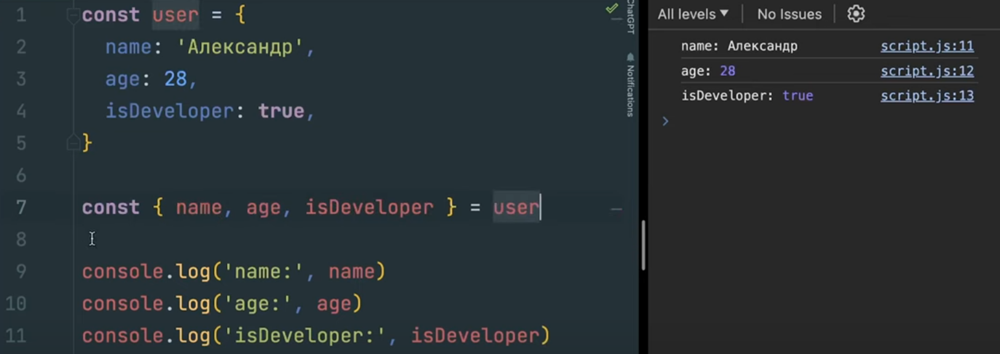 1 const user = {
2 name: 'Александр',
3 age: 28,
4 isDeveloper: true,
5 }
6
7 const { name, age, isDeveloper } = user
8
9 console.log('name:', name)
10 console.log('age:', age)
11 console.log('isDeveloper:', isDeveloper)
ChatGPT
Notifications
All levels ▼ No Issues
name: Александр script.js:11
age: 28 script.js:12
isDeveloper: true script.js:13
>